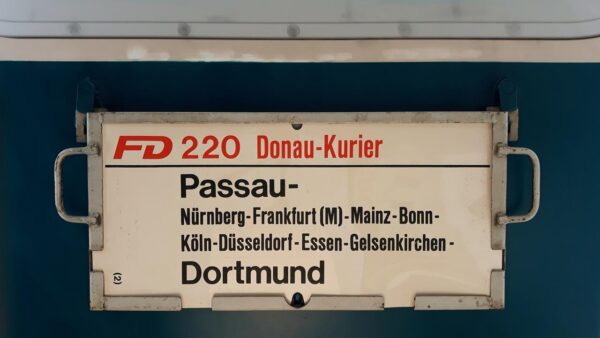 FD 220 Donau-Kurier
Passau-
Nürnberg-Frankfurt (M)-Mainz-Bonn-
Köln-Düsseldorf-Essen-Gelsenkirchen-
Dortmund
(2)